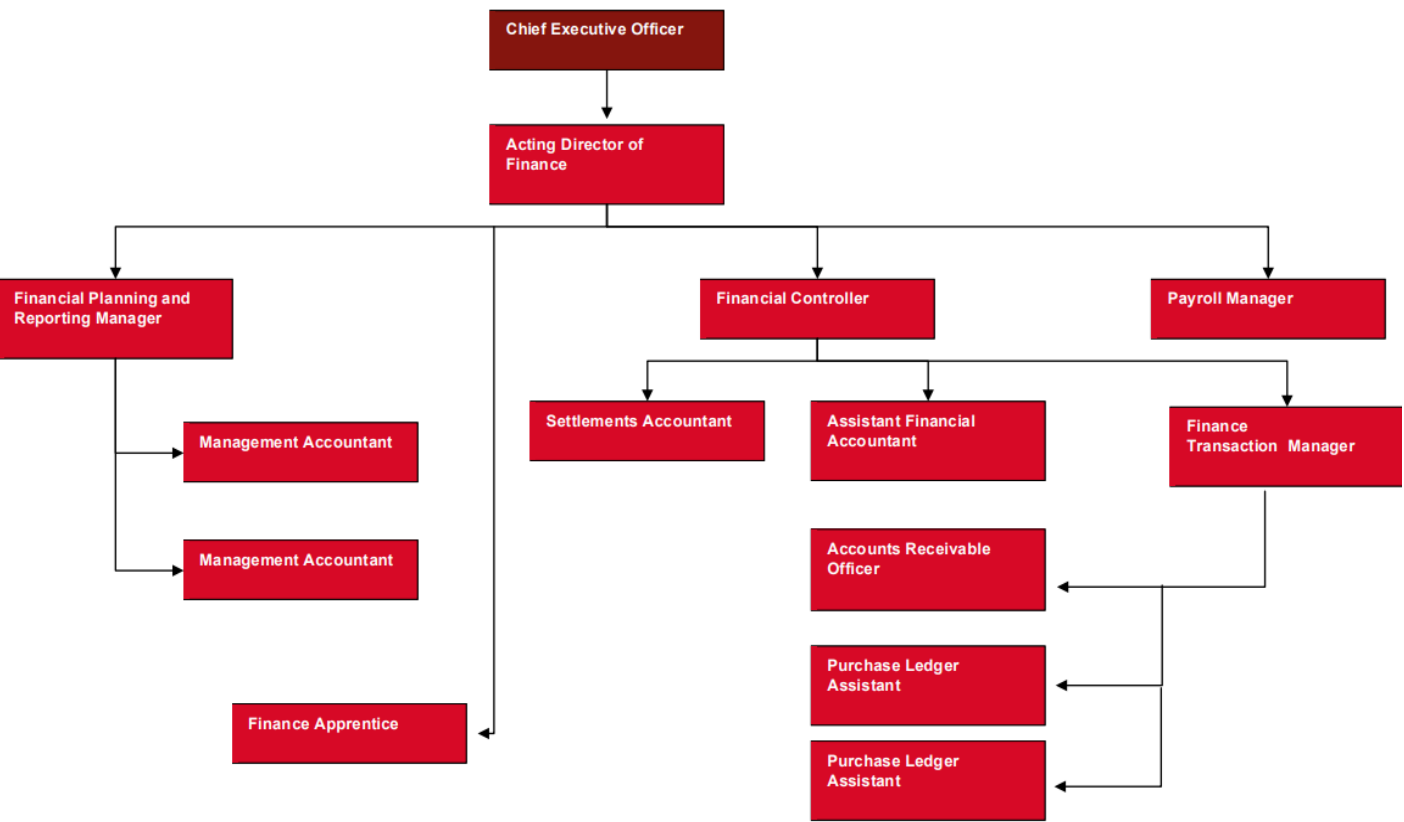 Chief Executive Officer
Acting Director of
Finance
Financial Planning and
Reporting Manager
Financial Controller
Payroll Manager
Settlements Accountant
Assistant Financial
Accountant
Finance
Transaction  Manager
Management Accountant
Management Accountant
Accounts Receivable
Officer
Purchase Ledger
Assistant
Finance Apprentice
Purchase Ledger
Assistant